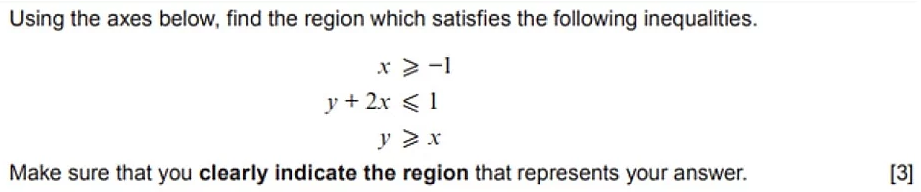 Using the axes below, find the region which satisfies the following inequalities.
x ⩾ −1
y + 2x ⩽ 1
y ⩾ x
Make sure that you clearly indicate the region that represents your answer. [3]